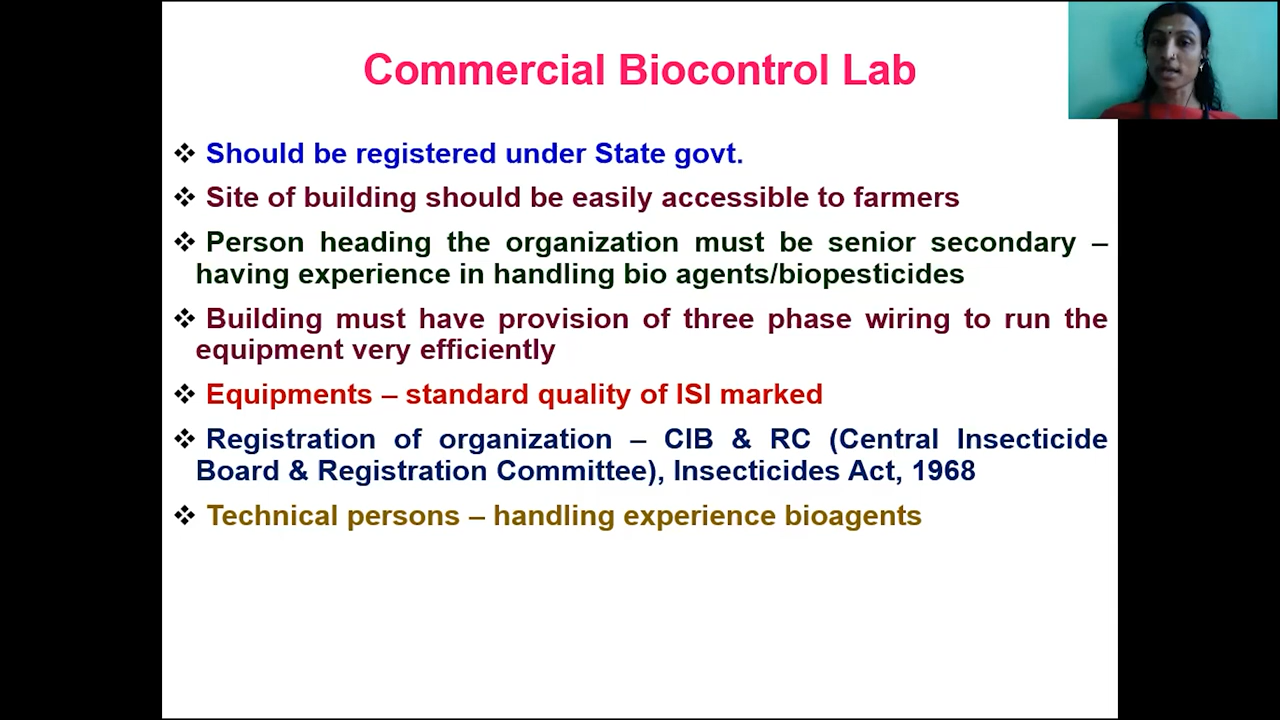 Commercial Biocontrol Lab
❖ Should be registered under State govt.
❖ Site of building should be easily accessible to farmers
❖ Person heading the organization must be senior secondary –
having experience in handling bio agents/biopesticides
❖ Building must have provision of three phase wiring to run the
equipment very efficiently
❖ Equipments – standard quality of ISI marked
❖ Registration of organization – CIB & RC (Central Insecticide
Board & Registration Committee), Insecticides Act, 1968
❖ Technical persons – handling experience bioagents